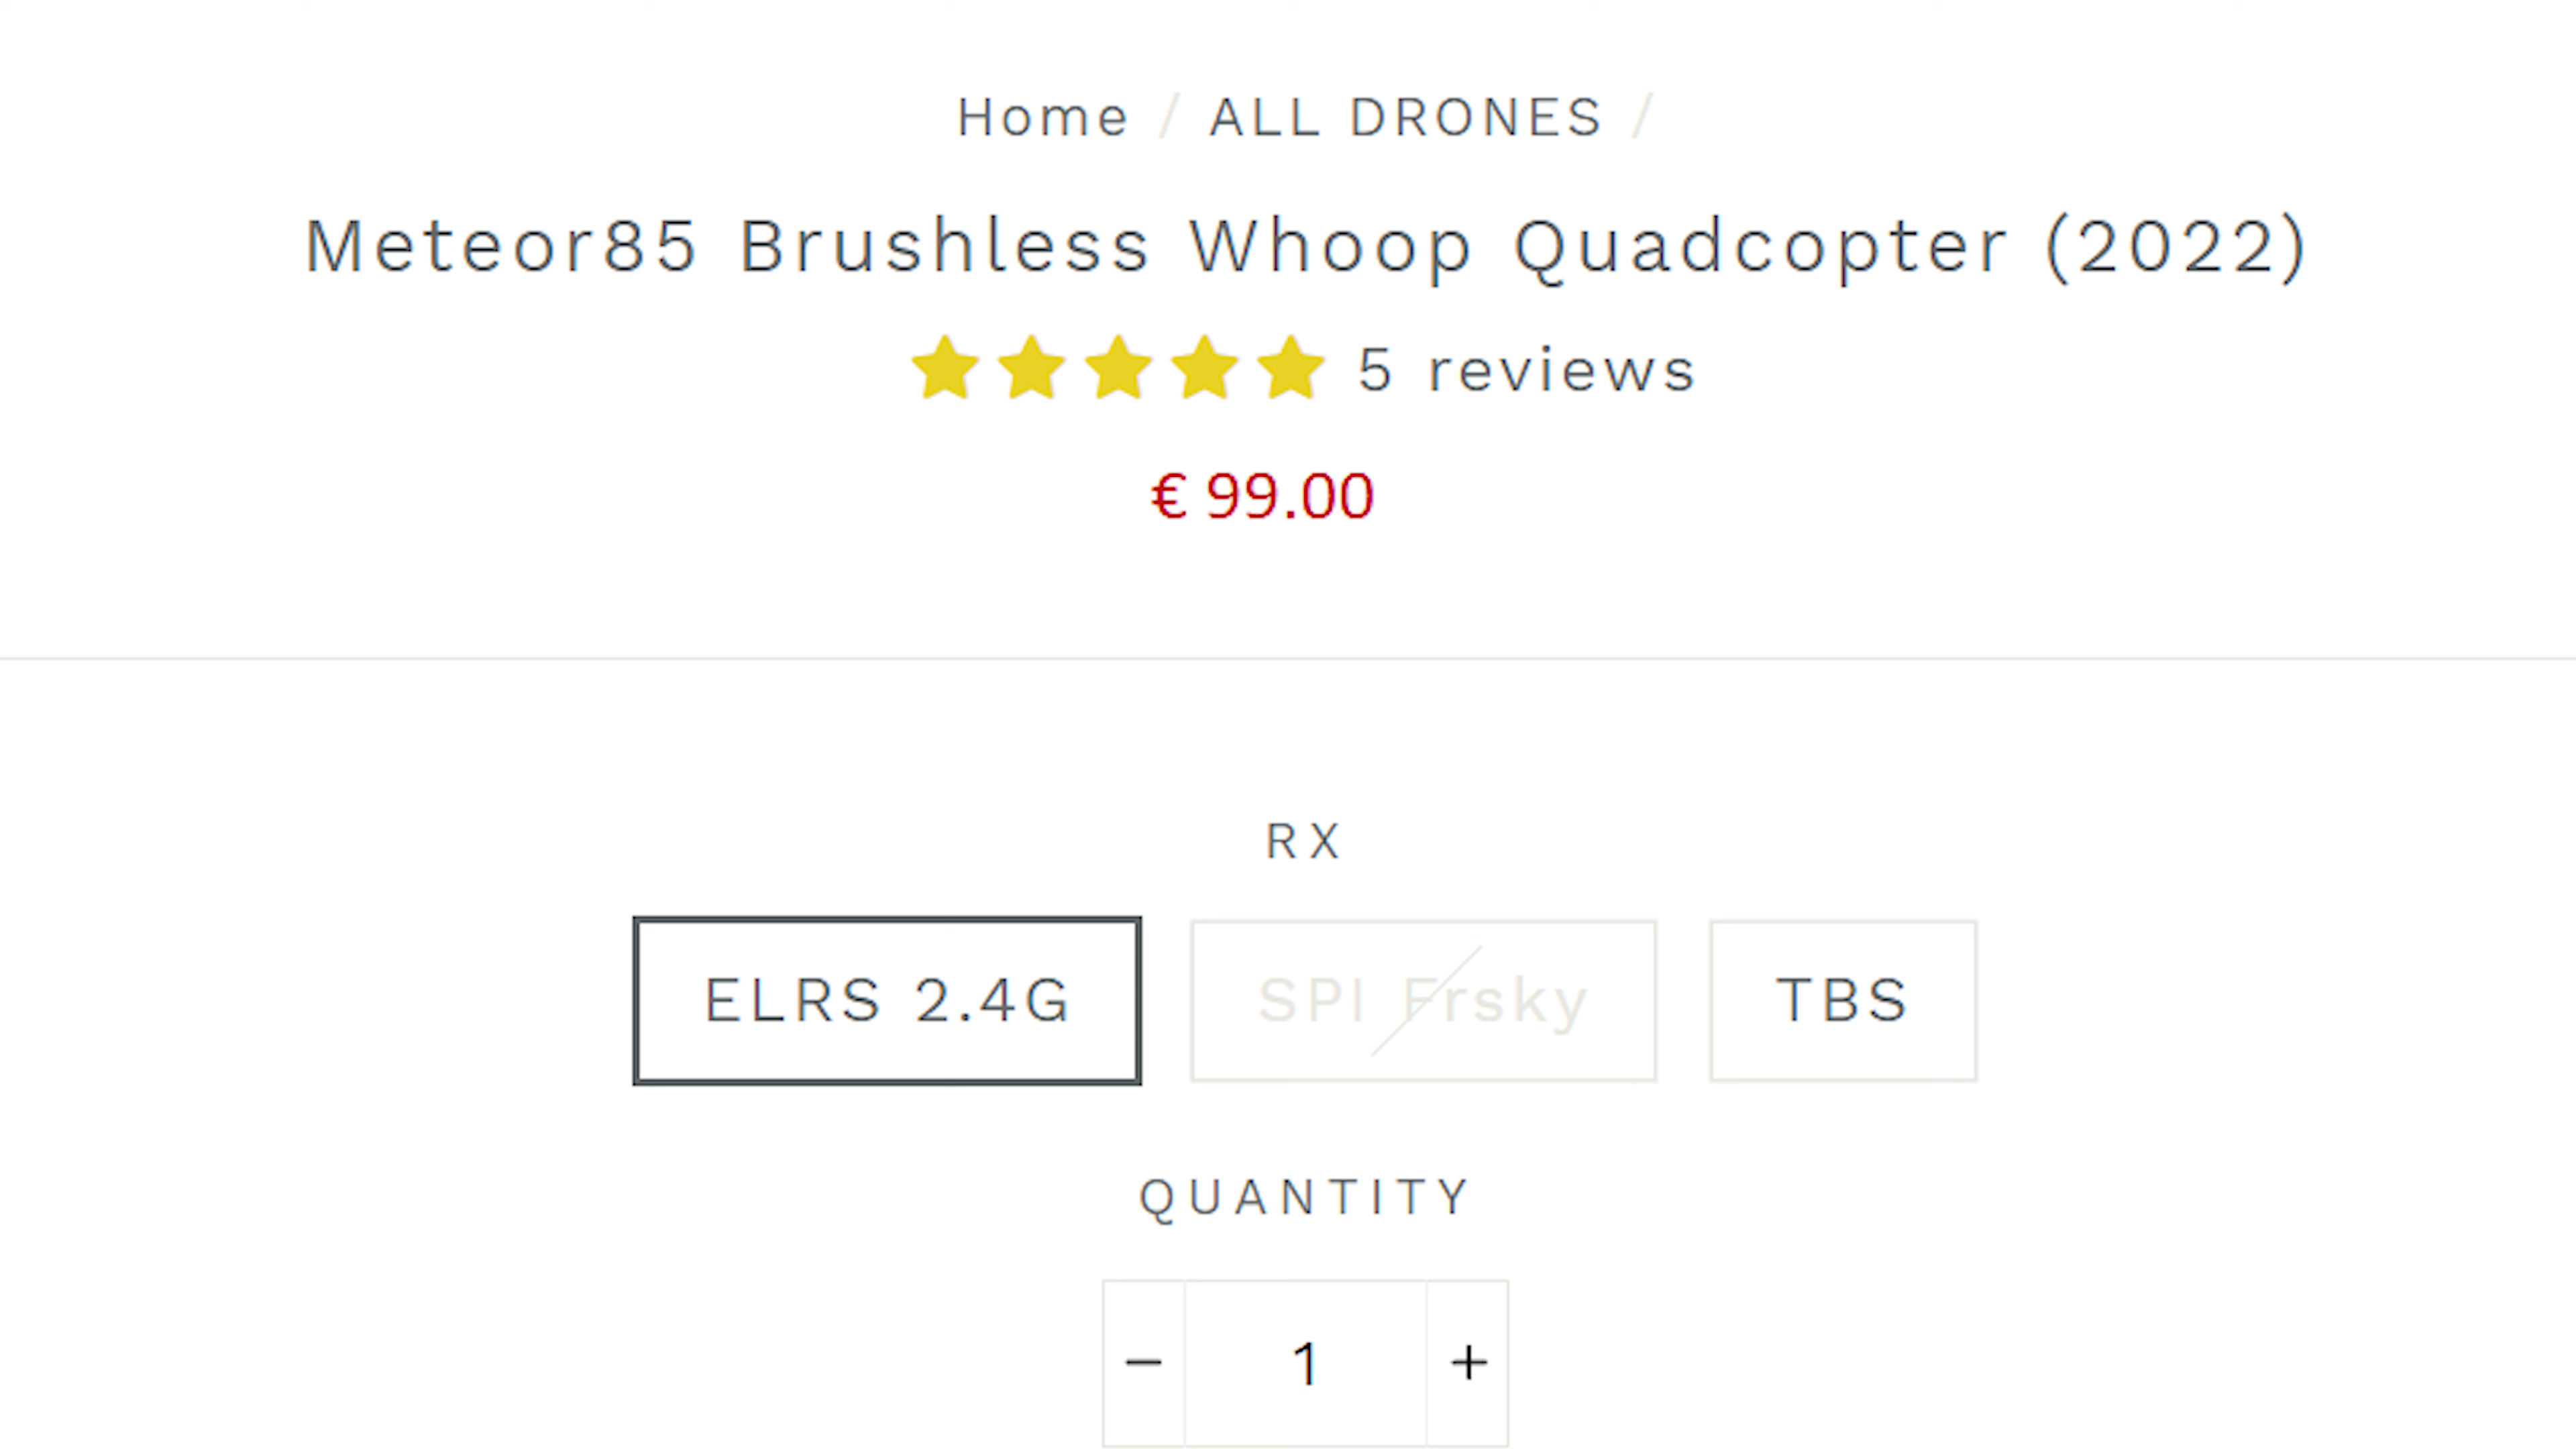 Home / ALL DRONES /
Meteor85 Brushless Whoop Quadcopter (2022)
5 reviews
€ 99.00
RX
ELRS 2.4G SPI Frsky TBS
QUANTITY
− 1 +